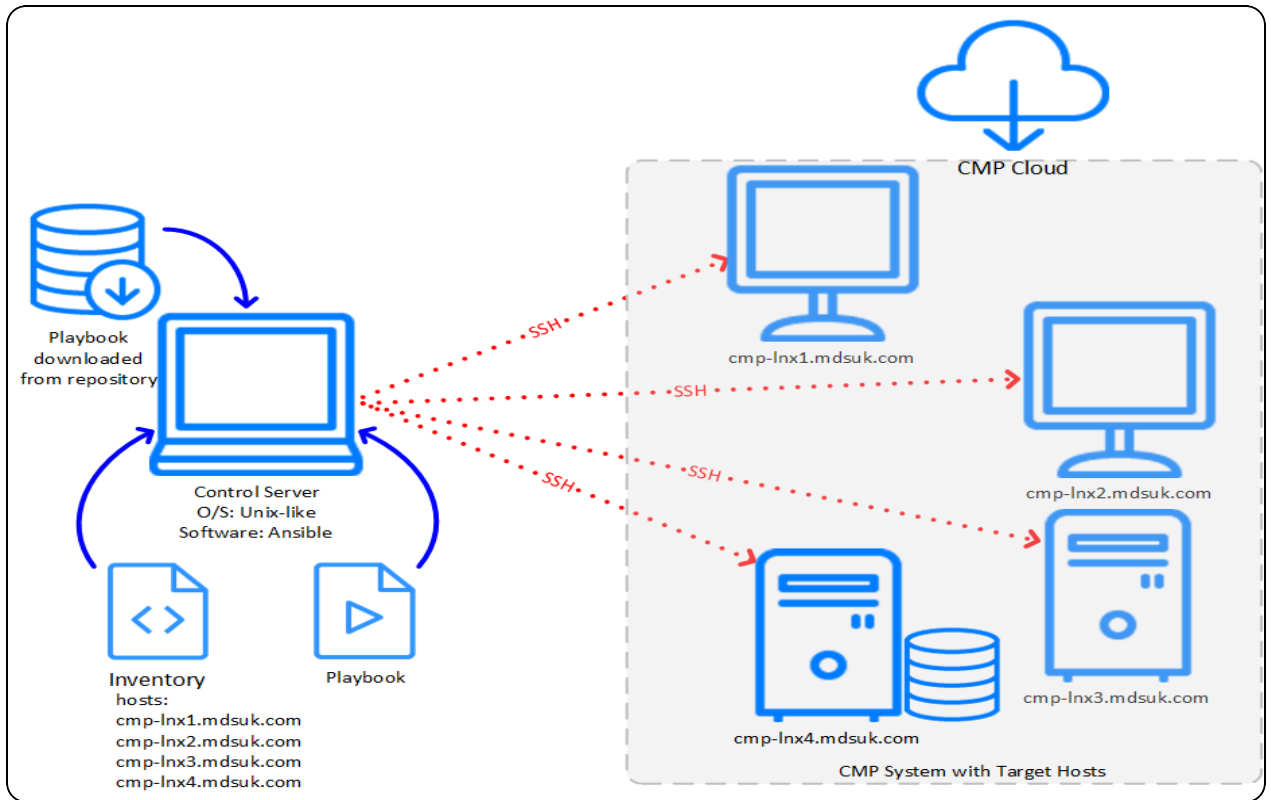 CMP Cloud
Playbook
downloaded
from repository
SSH
SSH
SSH
SSH
cmp-lnx1.mdsuk.com
cmp-lnx2.mdsuk.com
Control Server
O/S: Unix-like
Software: Ansible
Inventory
hosts:
cmp-lnx1.mdsuk.com
cmp-lnx2.mdsuk.com
cmp-lnx3.mdsuk.com
cmp-lnx4.mdsuk.com
Playbook
cmp-lnx3.mdsuk.com
cmp-lnx4.mdsuk.com
CMP System with Target Hosts